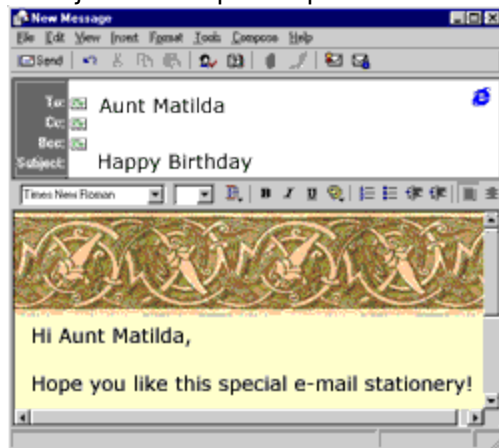 New Message
File Edit View Insert Format Tools Compose Help
Send
To: Aunt Matilda
Cc:
Bcc:
Subject: Happy Birthday
Times New Roman B I U
Hi Aunt Matilda,
Hope you like this special e-mail stationery!